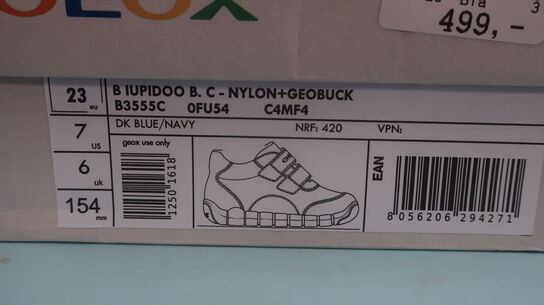 499,-
3
23 eu
B IUPIDOO B. C - NYLON+GEOBUCK
B3555C 0FU54 C4MF4
7 us
DK BLUE/NAVY NRF: 420 VPN:
geox use only
6 uk
154 mm
1250 1618
EAN
8 056206 294271